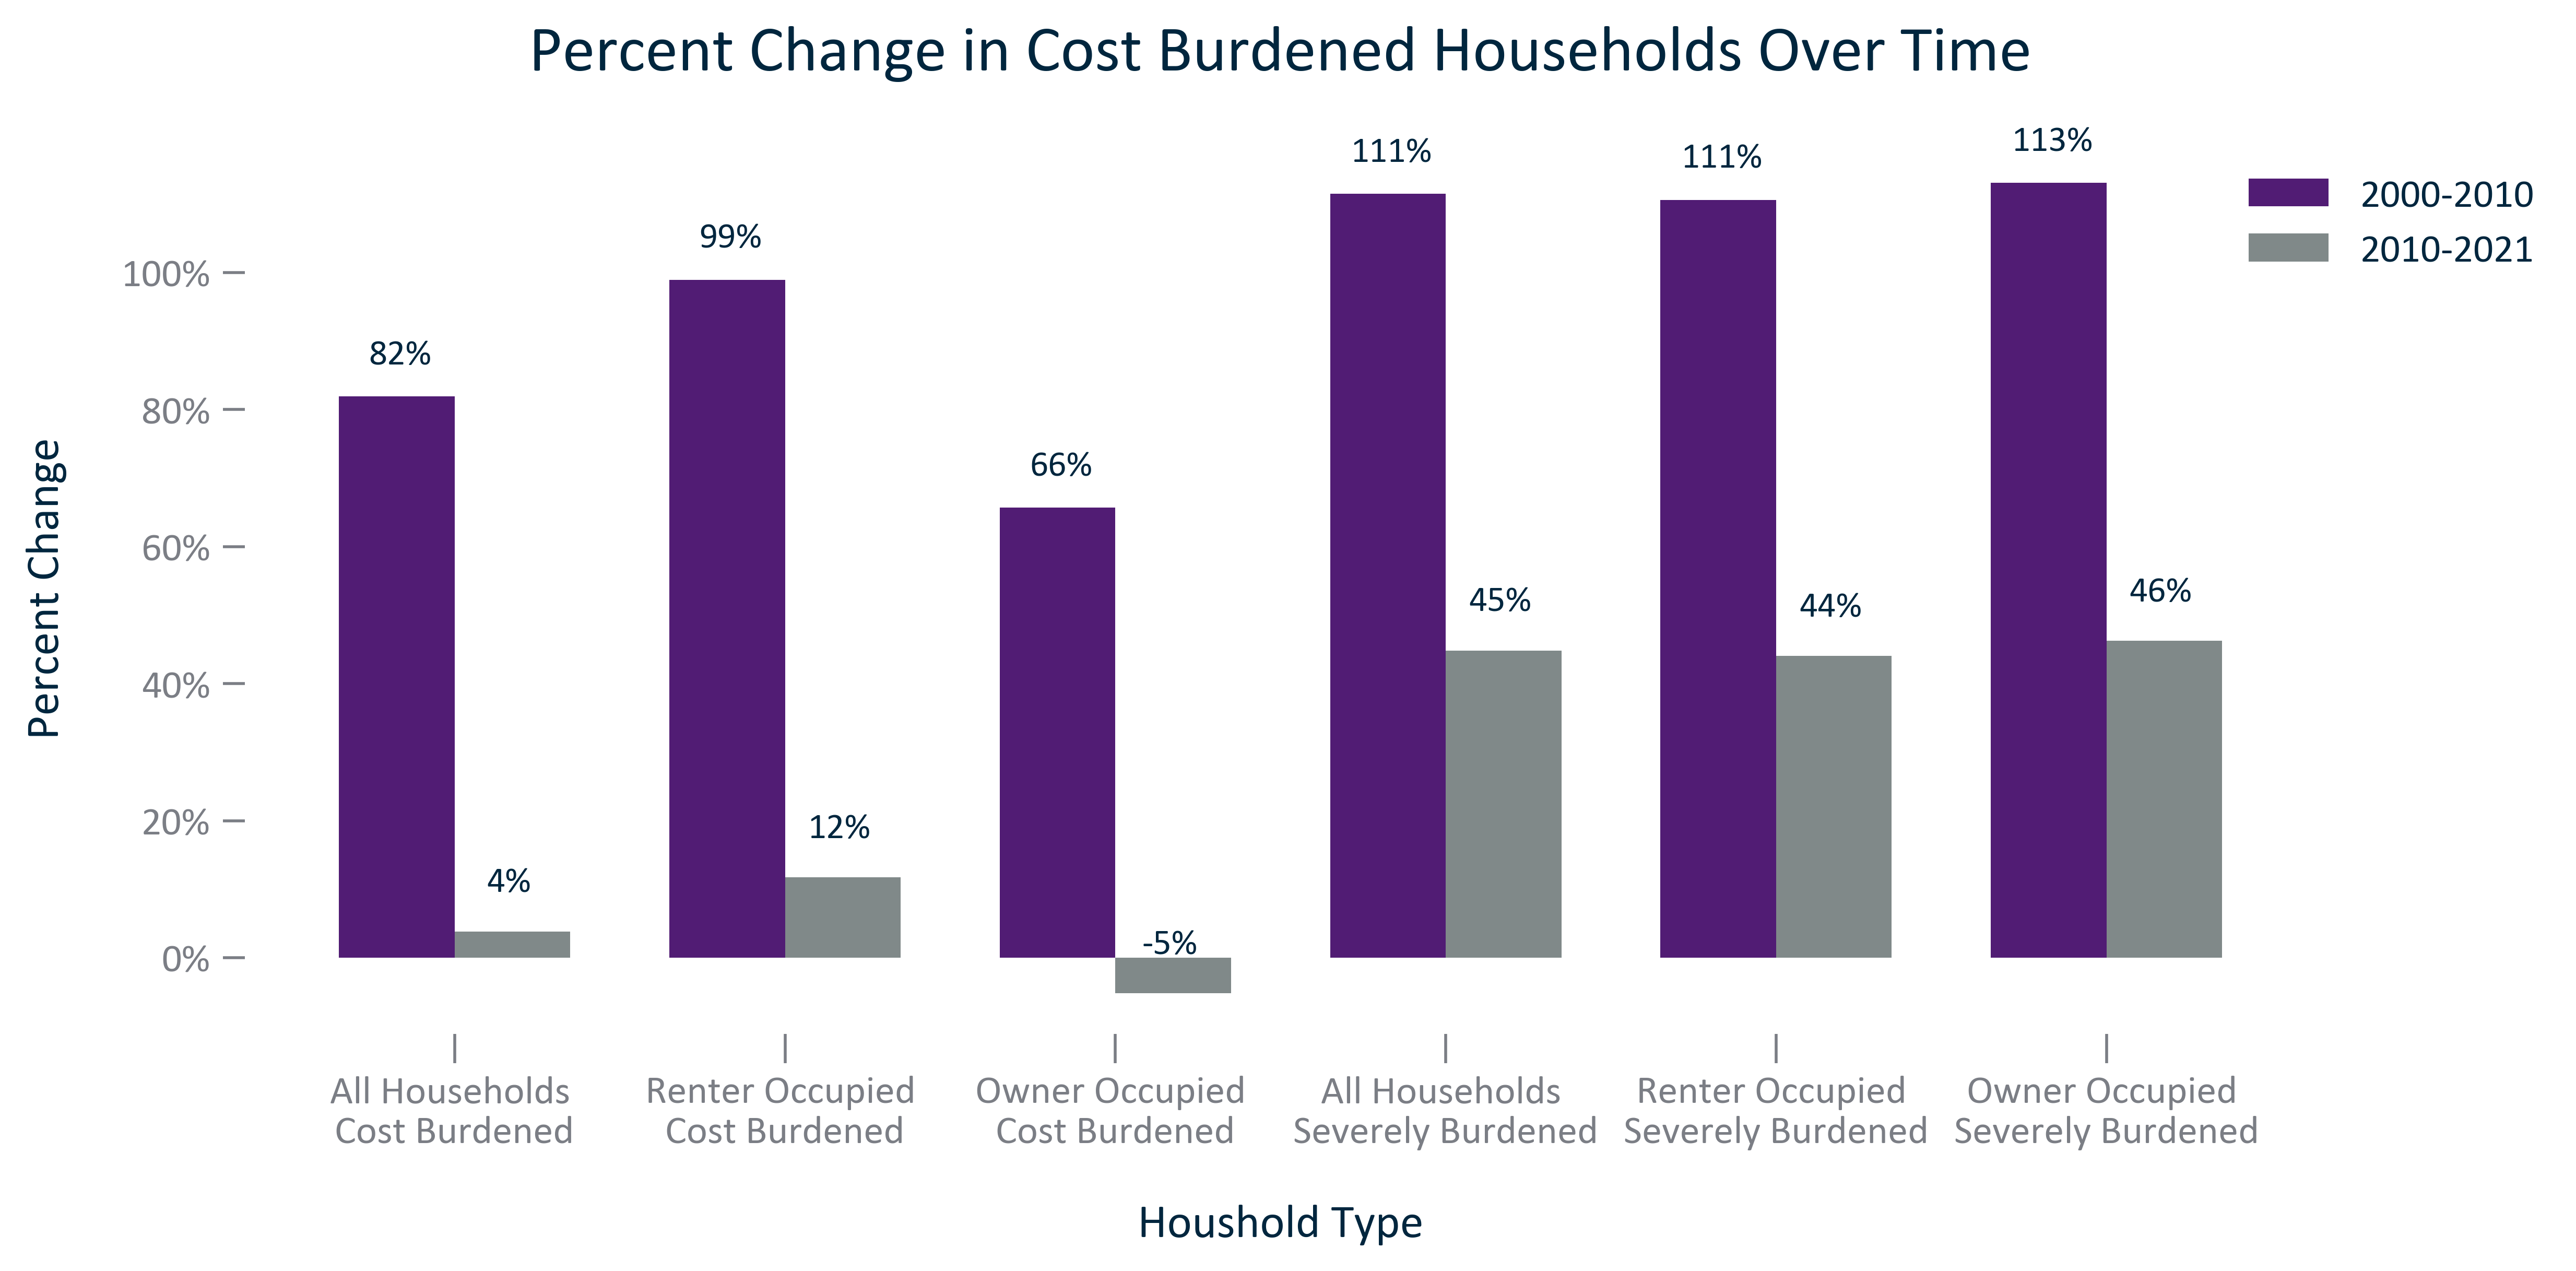 Percent Change in Cost Burdened Households Over Time
111%
111%
113%
2000-2010
2010-2021
99%
100%
82%
80%
66%
60%
45%
44%
46%
40%
20%
12%
4%
-5%
0%
Percent Change
All Households
Cost Burdened
Renter Occupied
Cost Burdened
Owner Occupied
Cost Burdened
All Households
Severely Burdened
Renter Occupied
Severely Burdened
Owner Occupied
Severely Burdened
Houshold Type